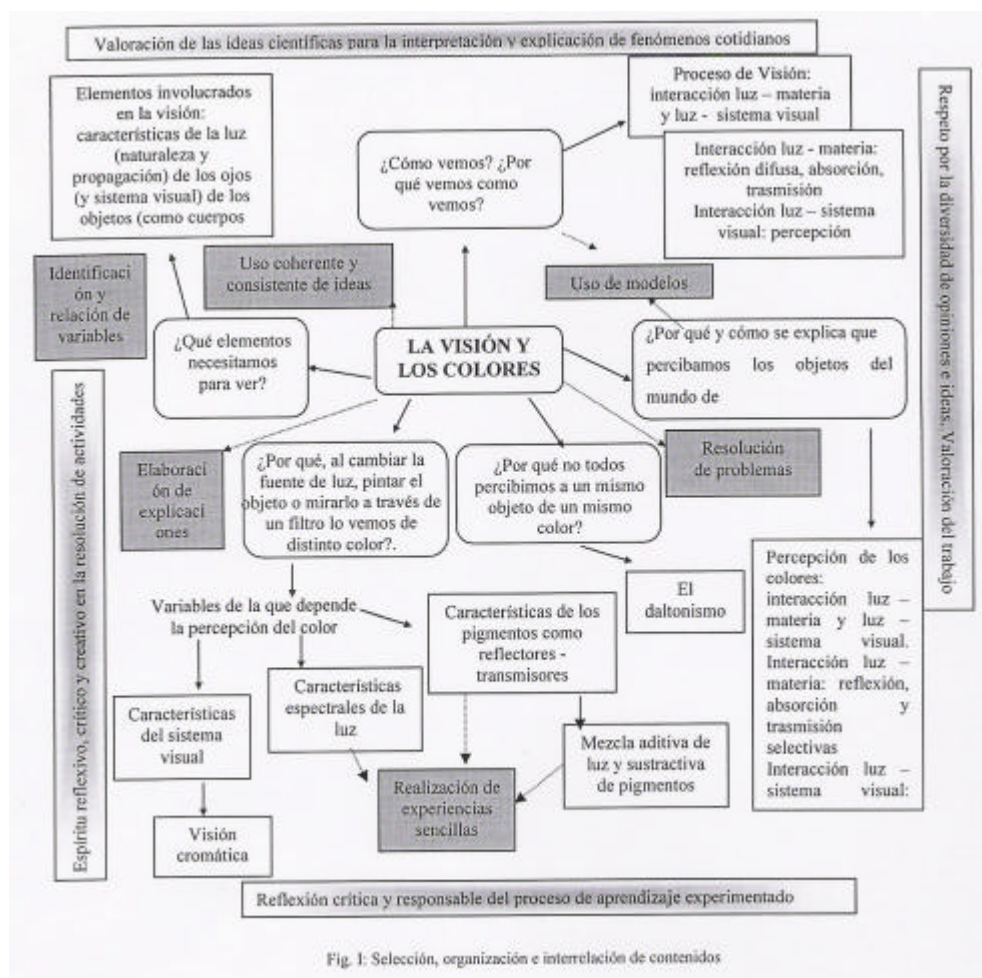 Valoración de las ideas científicas para la interpretación y explicación de fenómenos cotidianos
Elementos involucrados
en la visión:
características de la luz
(naturaleza y
propagación) de los ojos
(y sistema visual) de los
objetos (como cuerpos
¿Cómo vemos? ¿Por
qué vemos como
vemos?
Proceso de Visión:
interacción luz – materia
y luz - sistema visual
Interacción luz - materia:
reflexión difusa, absorción,
trasmisión
Interacción luz – sistema
visual: percepción
Respeto por la diversidad de opiniones e ideas. Valoración del trabajo
Identificaci
ón y
relación de
variables
Uso coherente y
consistente de ideas
Uso de modelos
¿Qué elementos
necesitamos
para ver?
LA VISIÓN Y
LOS COLORES
¿Por qué y cómo se explica que
percibamos los objetos del
mundo de
Espíritu reflexivo, crítico y creativo en la resolución de actividades
Elaboraci
ón de
explicaci
ones
¿Por qué, al cambiar la
fuente de luz, pintar el
objeto o mirarlo a través de
un filtro lo vemos de
distinto color?.
¿Por qué no todos
percibimos a un mismo
objeto de un mismo
color?
Resolución
de problemas
El
daltonismo
Percepción de los
colores:
interacción luz –
materia y luz –
sistema visual.
Interacción luz –
materia: reflexión,
absorción y
trasmisión
selectivas
Interacción luz –
sistema visual:
Variables de la que depende
la percepción del color
Características de los
pigmentos como
reflectores -
transmisores
Características
del sistema
visual
Características
espectrales de la
luz
Mezcla aditiva de
luz y sustractiva
de pigmentos
Realización de
experiencias
sencillas
Visión
cromática
Reflexión crítica y responsable del proceso de aprendizaje experimentado
Fig. I: Selección, organización e interrelación de contenidos